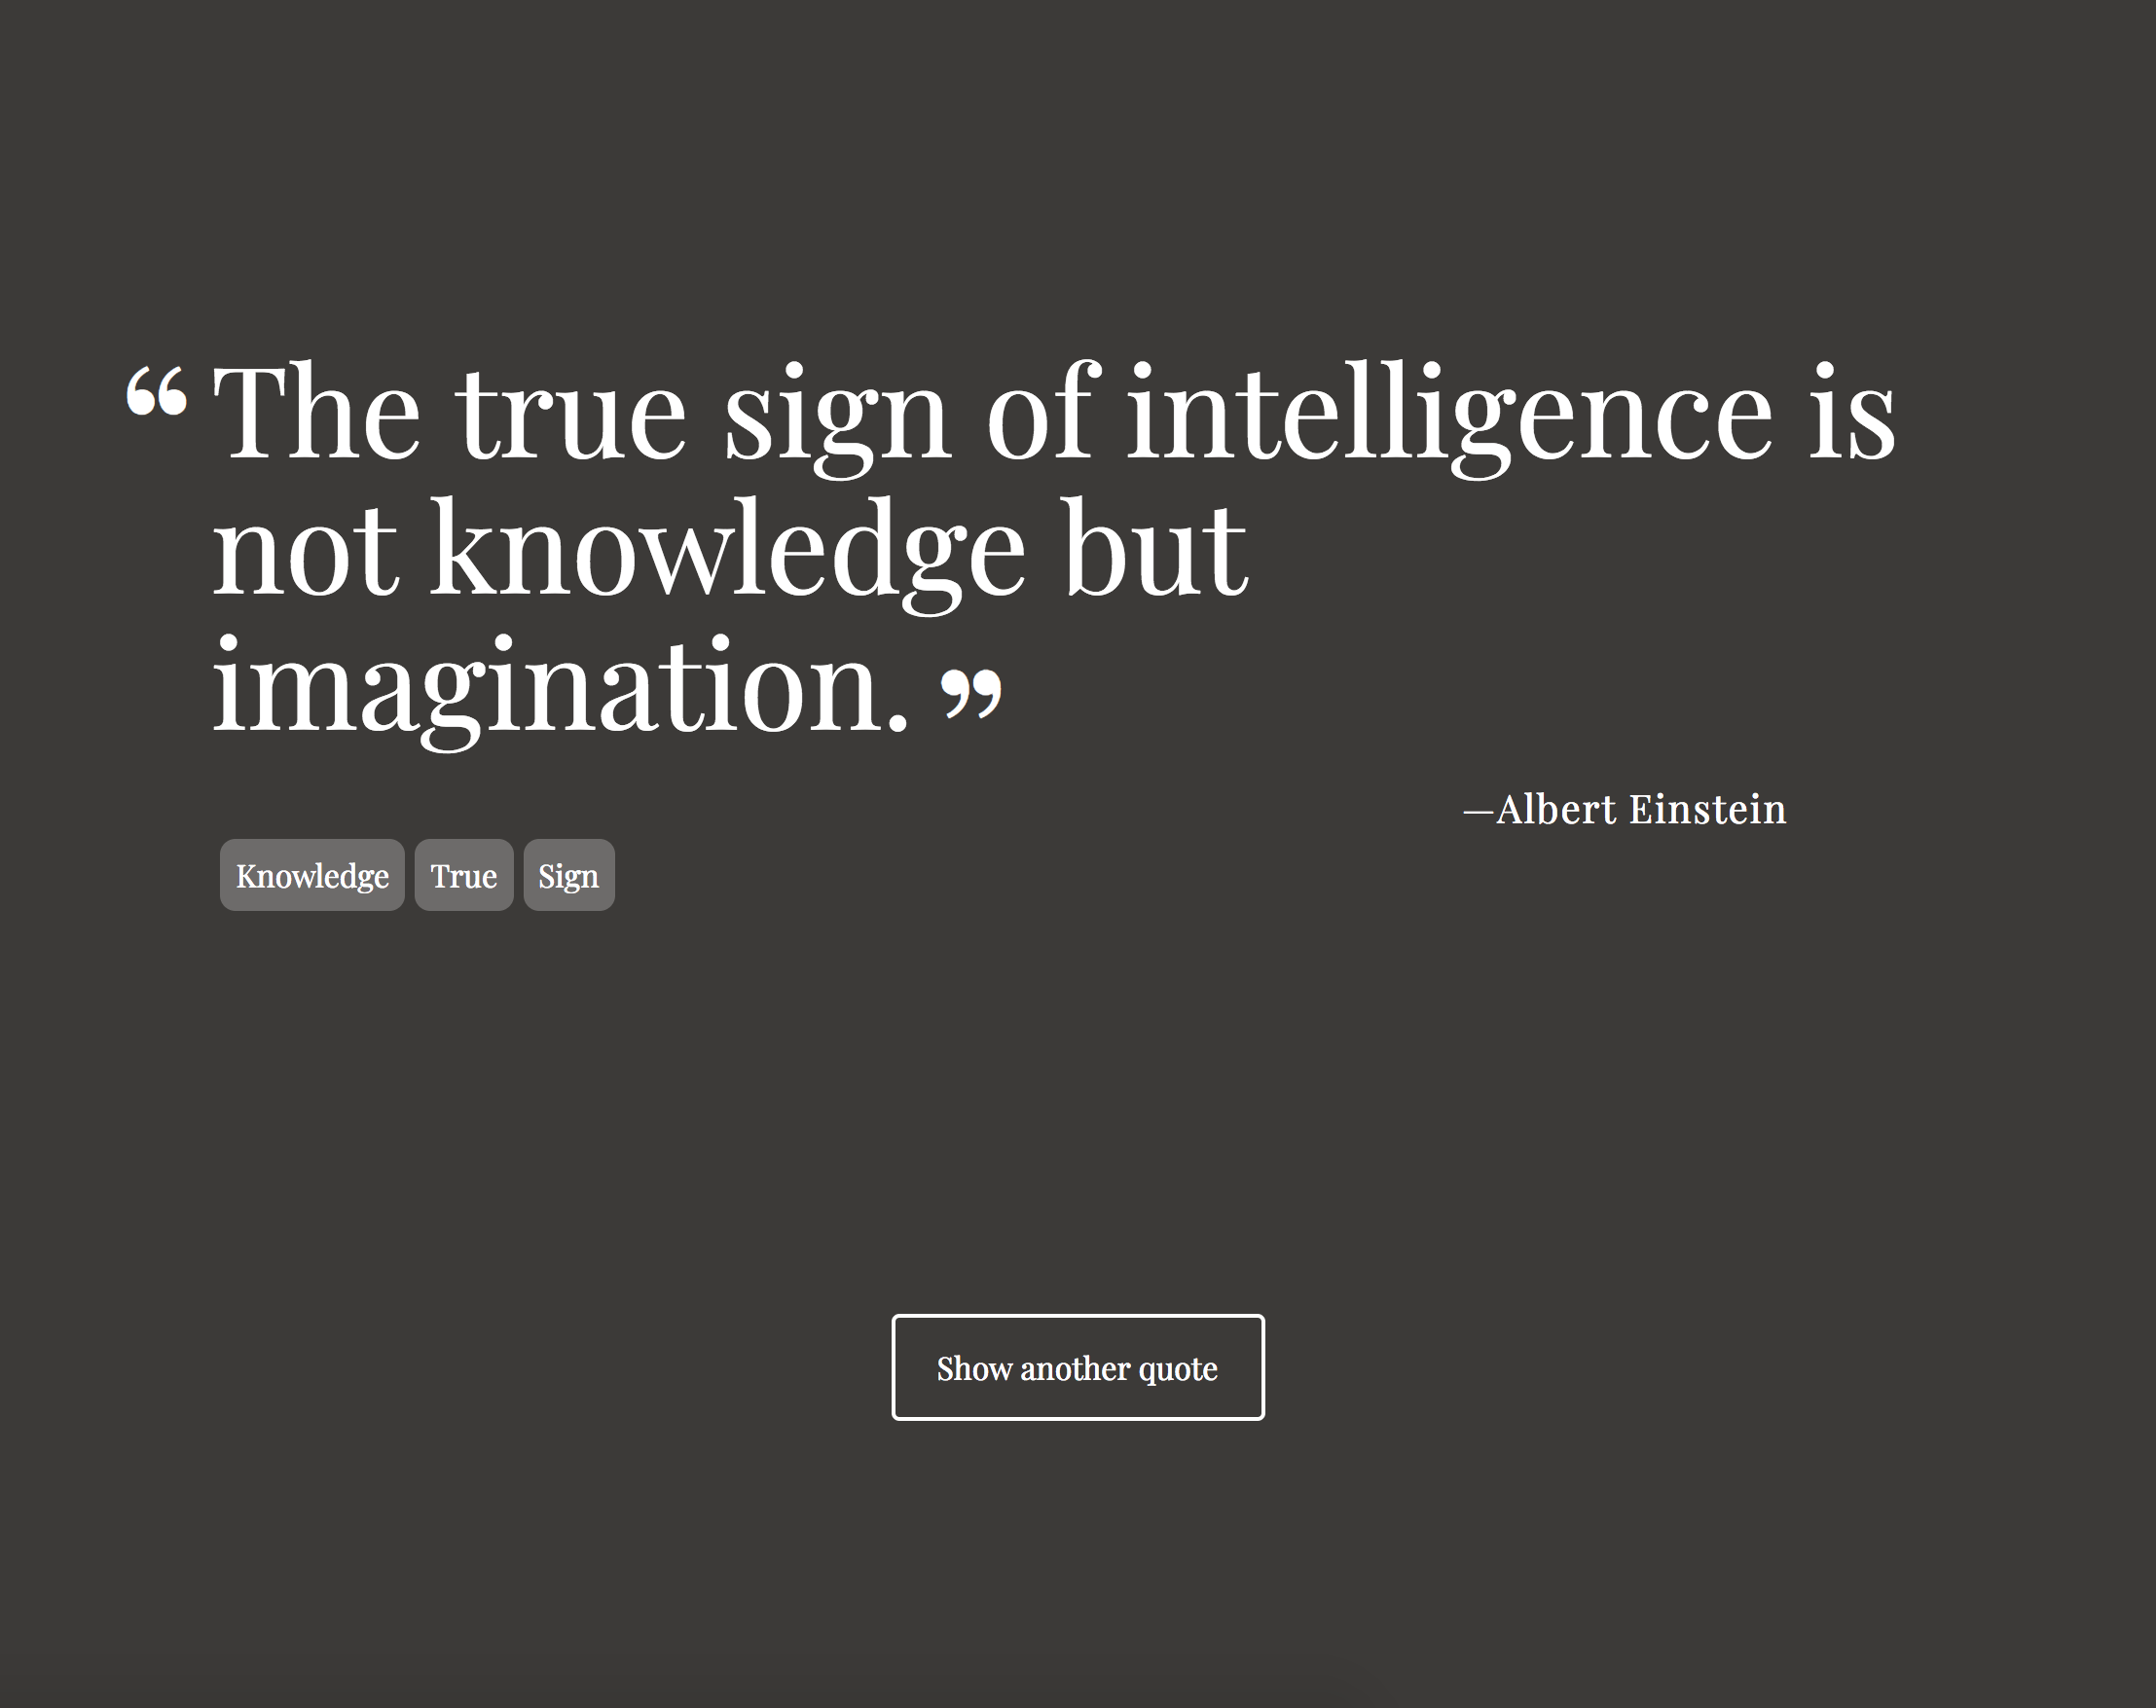 “ The true sign of intelligence is
not knowledge but
imagination. ”
—Albert Einstein
Knowledge True Sign
Show another quote